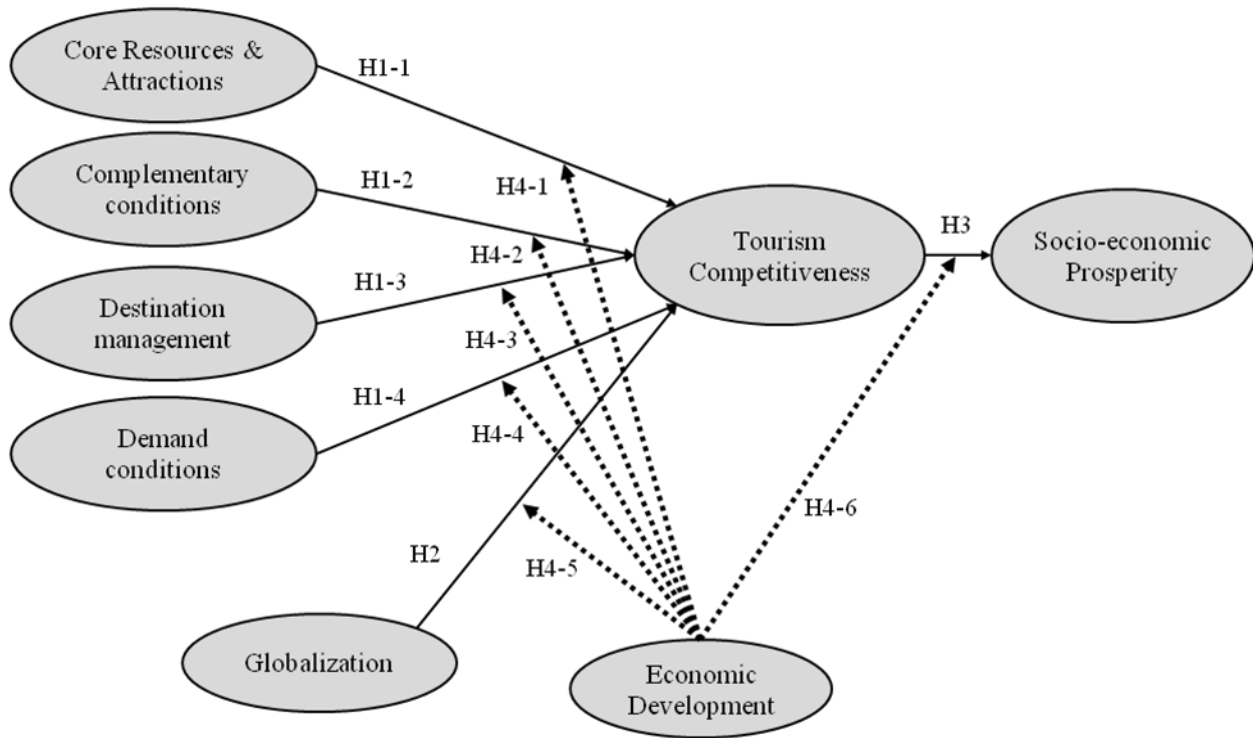 Core Resources &
Attractions
H1-1
Complementary
conditions
H1-2
H4-1
Tourism
Competitiveness
H3
Socio-economic
Prosperity
H4-2
Destination
management
H1-3
H4-3
H1-4
Demand
conditions
H4-4
H4-6
H2
H4-5
Globalization
Economic
Development